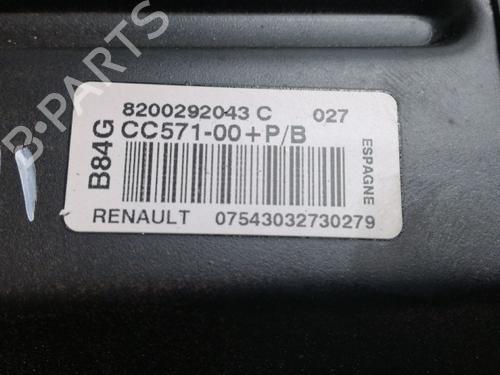 8200292043 C 027
CC571-00+P/B
B84G
ESPAGNE
RENAULT 07543032730279
B-PARTS